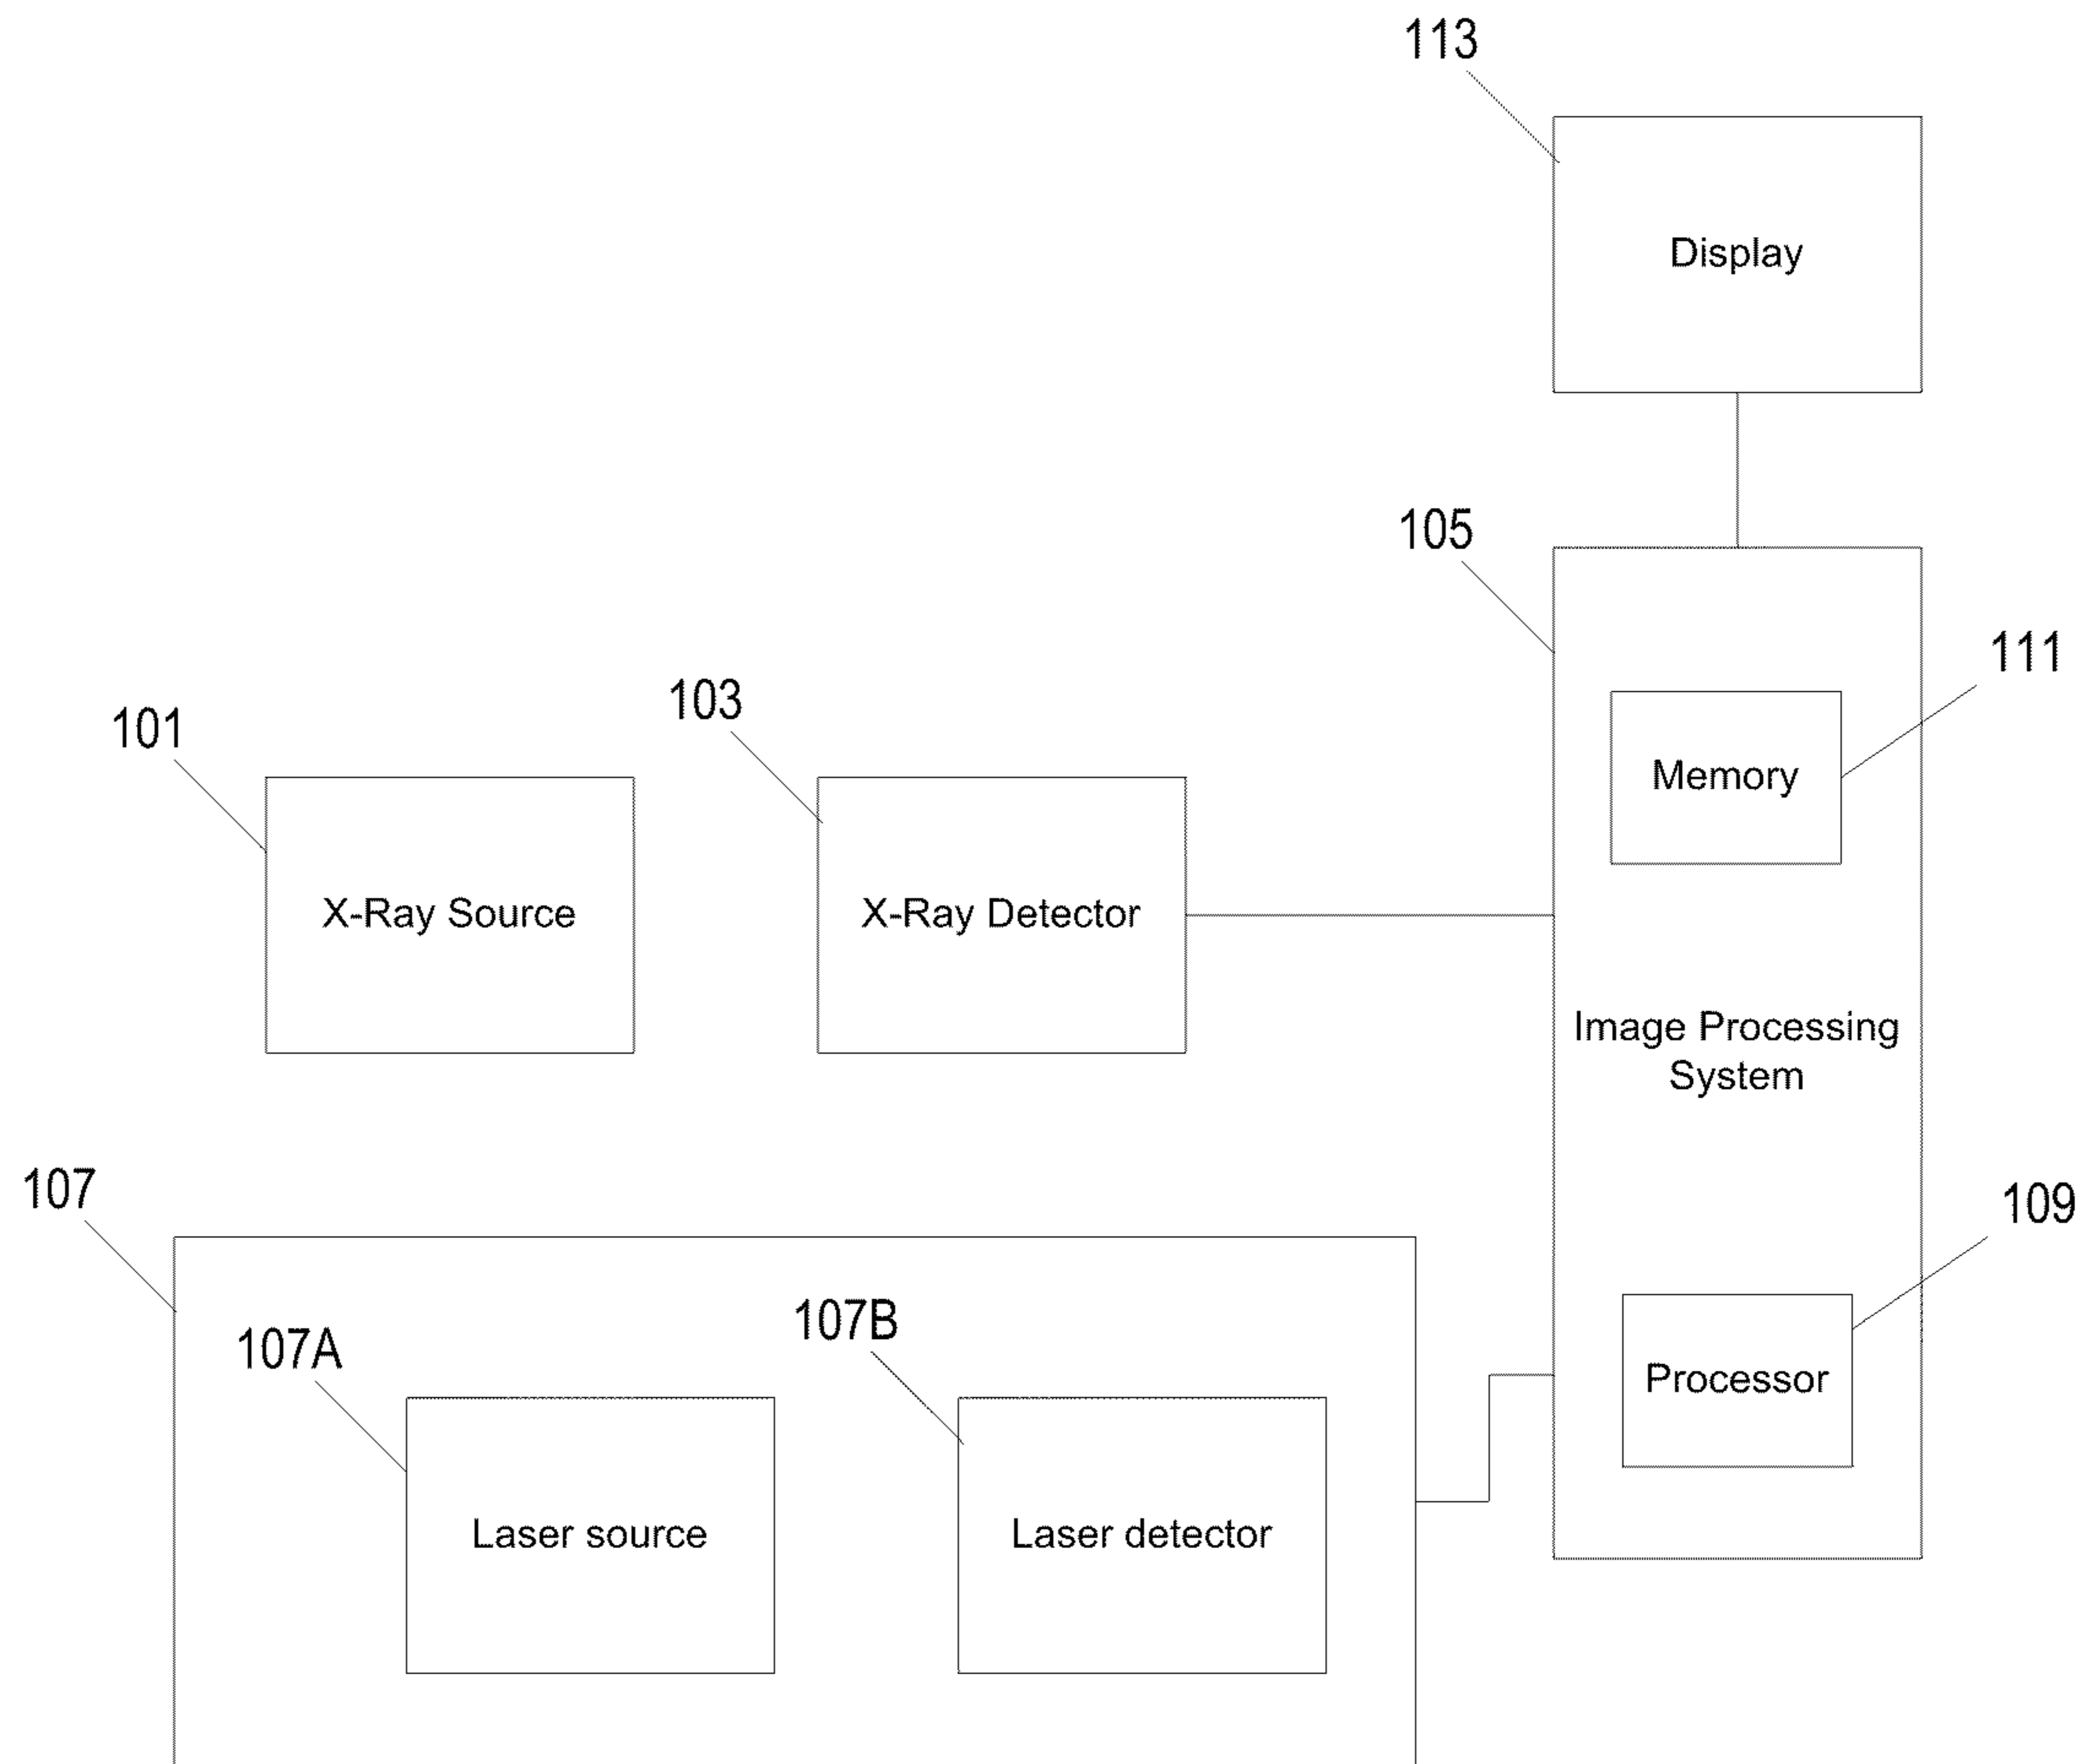 113
Display
105
111
Memory
101
103
X-Ray Source
X-Ray Detector
Image Processing
System
107
109
107A
107B
Processor
Laser source
Laser detector